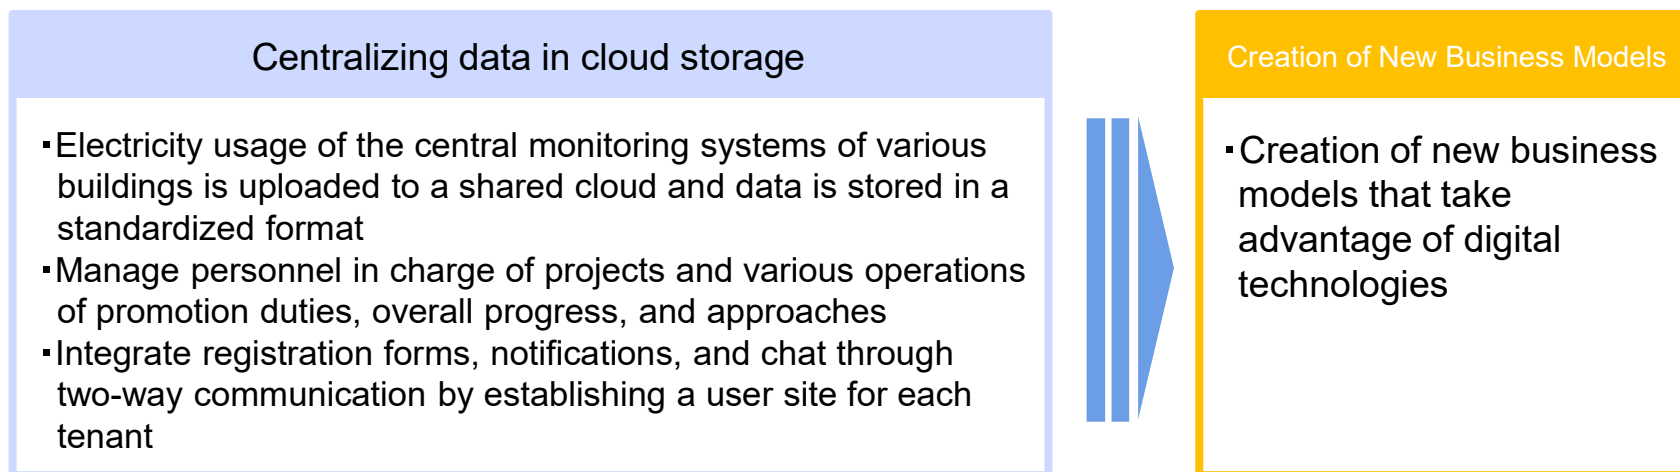 Centralizing data in cloud storage
▪Electricity usage of the central monitoring systems of various
buildings is uploaded to a shared cloud and data is stored in a
standardized format
▪Manage personnel in charge of projects and various operations
of promotion duties, overall progress, and approaches
▪Integrate registration forms, notifications, and chat through
two-way communication by establishing a user site for each
tenant
Creation of New Business Models
▪Creation of new business
models that take
advantage of digital
technologies